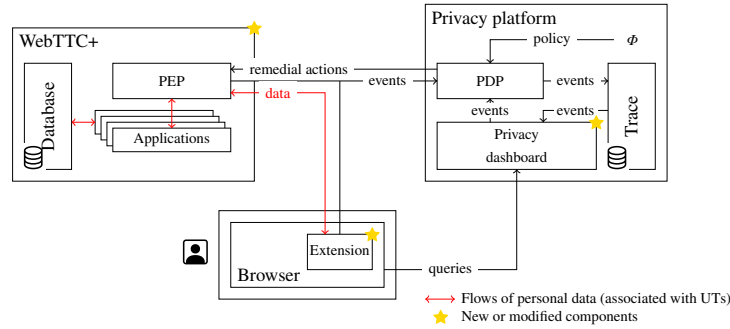 Privacy platform
WebTTC+
policy
Φ
remedial actions
PEP
events
PDP
events
data
Database
Applications
events
events
Privacy
dashboard
Trace
Extension
Browser
queries
Flows of personal data (associated with UTs)
New or modified components